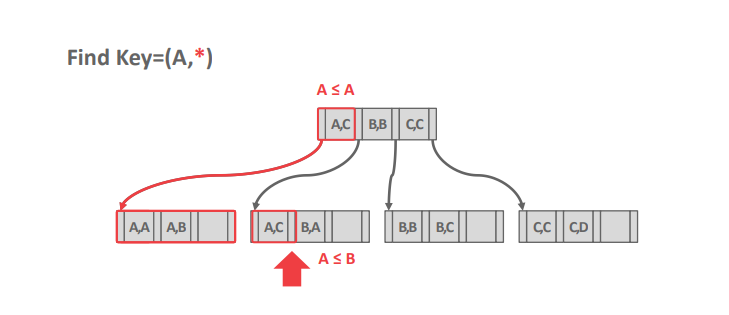 Find Key=(A,*)
A ≤ A
A,C B,B C,C
A,A A,B A,C B,A B,B B,C C,C C,D
A ≤ B